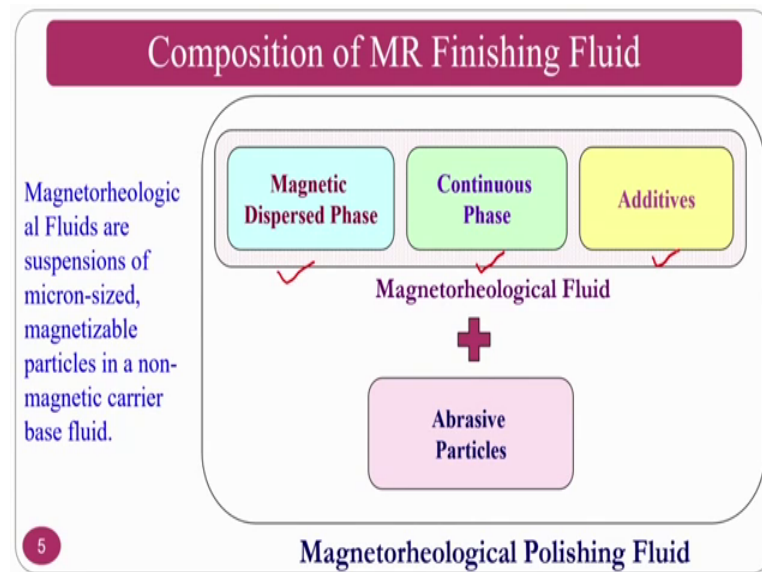 Composition of MR Finishing Fluid
Magnetorheologic
al Fluids are
suspensions of
micron-sized,
magnetizable
particles in a non-
magnetic carrier
base fluid.
Magnetic
Dispersed Phase
Continuous
Phase
Additives
Magnetorheological Fluid
Abrasive
Particles
5
Magnetorheological Polishing Fluid